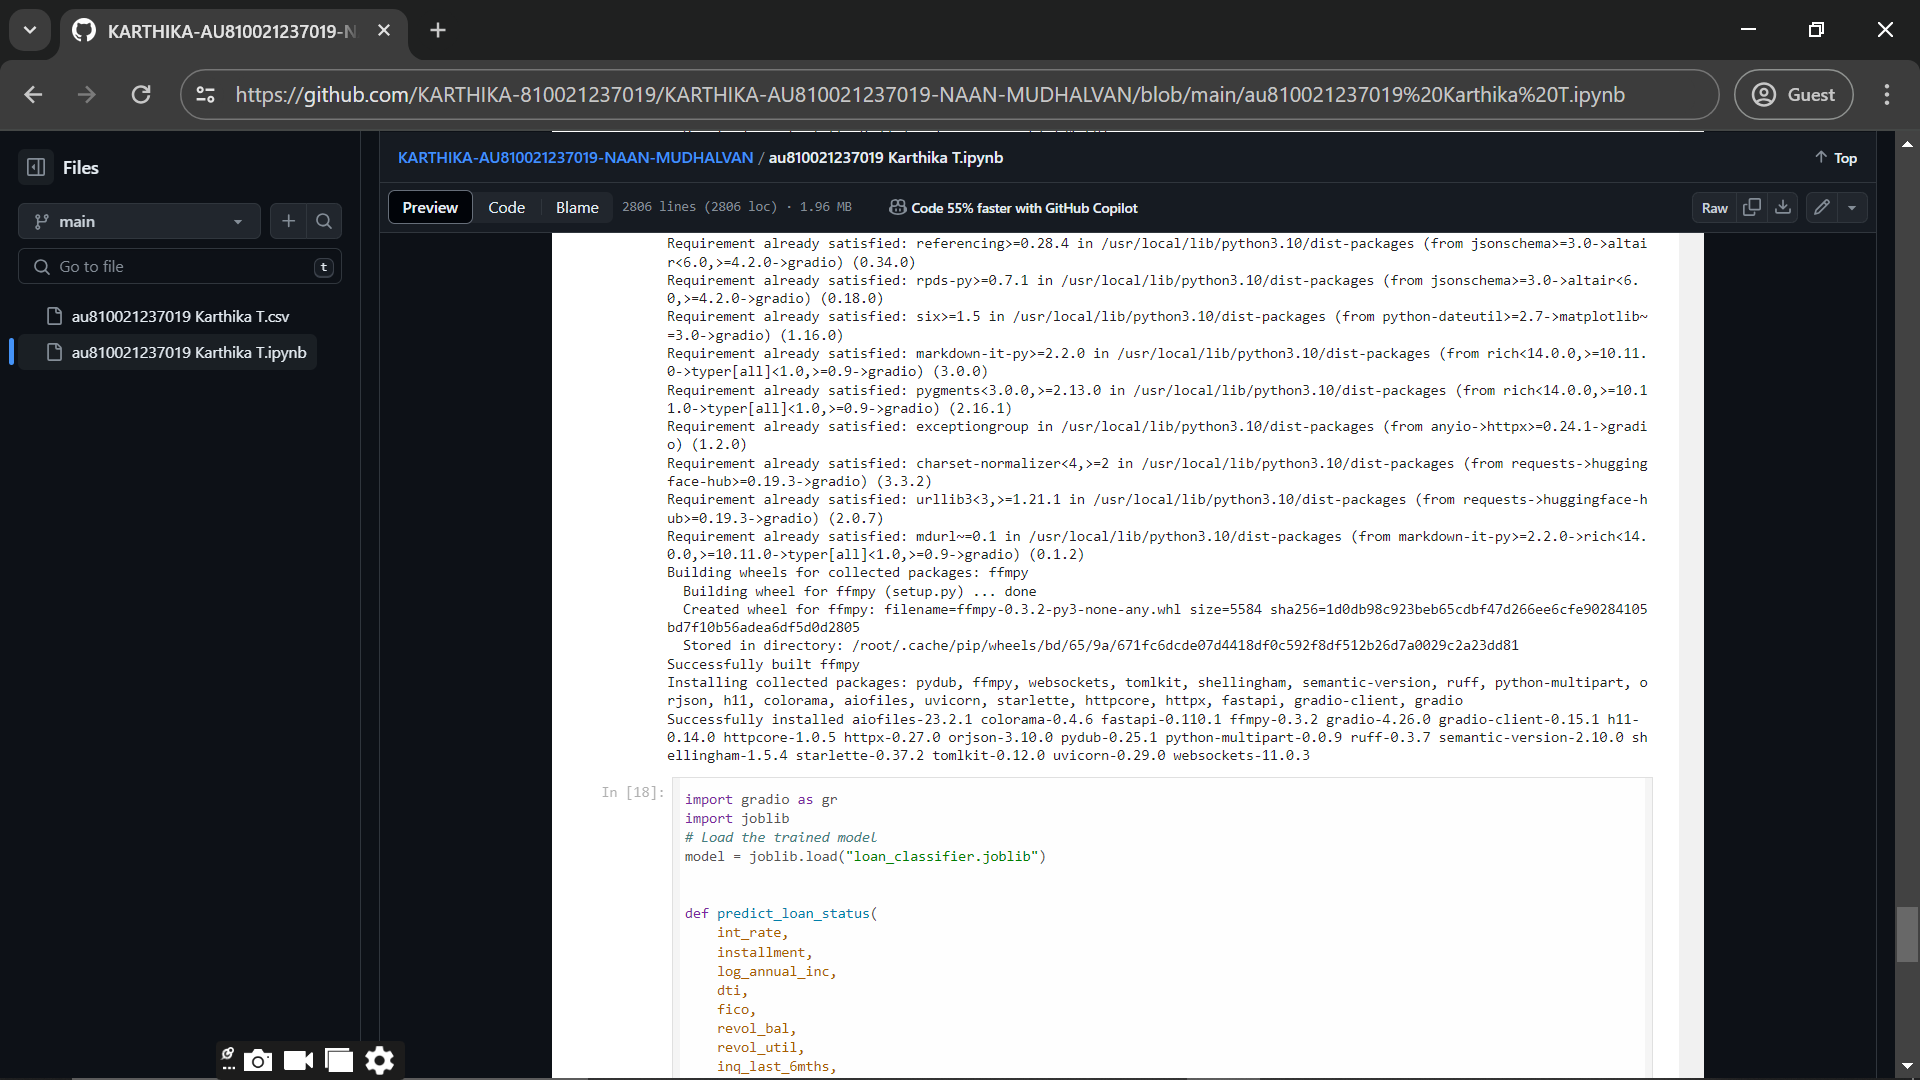 KARTHIKA-AU810021237019-N
https://github.com/KARTHIKA-810021237019/KARTHIKA-AU810021237019-NAAN-MUDHALVAN/blob/main/au810021237019%20Karthika%20T.ipynb
Guest
Files
KARTHIKA-AU810021237019-NAAN-MUDHALVAN / au810021237019 Karthika T.ipynb
Top
main
Preview
Code
Blame
2806 lines (2806 loc) · 1.96 MB
Code 55% faster with GitHub Copilot
Raw
Go to file
t
au810021237019 Karthika T.csv
au810021237019 Karthika T.ipynb
Requirement already satisfied: referencing>=0.28.4 in /usr/local/lib/python3.10/dist-packages (from jsonschema>=3.0->altai
r<6.0,>=4.2.0->gradio) (0.34.0)
Requirement already satisfied: rpds-py>=0.7.1 in /usr/local/lib/python3.10/dist-packages (from jsonschema>=3.0->altair<6.
0,>=4.2.0->gradio) (0.18.0)
Requirement already satisfied: six>=1.5 in /usr/local/lib/python3.10/dist-packages (from python-dateutil>=2.7->matplotlib~
=3.0->gradio) (1.16.0)
Requirement already satisfied: markdown-it-py>=2.2.0 in /usr/local/lib/python3.10/dist-packages (from rich<14.0.0,>=10.11.
0->typer[all]<1.0,>=0.9->gradio) (3.0.0)
Requirement already satisfied: pygments<3.0.0,>=2.13.0 in /usr/local/lib/python3.10/dist-packages (from rich<14.0.0,>=10.1
1.0->typer[all]<1.0,>=0.9->gradio) (2.16.1)
Requirement already satisfied: exceptiongroup in /usr/local/lib/python3.10/dist-packages (from anyio->httpx>=0.24.1->gradi
o) (1.2.0)
Requirement already satisfied: charset-normalizer<4,>=2 in /usr/local/lib/python3.10/dist-packages (from requests->hugging
face-hub>=0.19.3->gradio) (3.3.2)
Requirement already satisfied: urllib3<3,>=1.21.1 in /usr/local/lib/python3.10/dist-packages (from requests->huggingface-h
ub>=0.19.3->gradio) (2.0.7)
Requirement already satisfied: mdurl~=0.1 in /usr/local/lib/python3.10/dist-packages (from markdown-it-py>=2.2.0->rich<14.
0.0,>=10.11.0->typer[all]<1.0,>=0.9->gradio) (0.1.2)
Building wheels for collected packages: ffmpy
Building wheel for ffmpy (setup.py) ... done
Created wheel for ffmpy: filename=ffmpy-0.3.2-py3-none-any.whl size=5584 sha256=1d0db98c923beb65cdbf47d266ee6cfe90284105
bd7f10b56adea6df5d0d2805
Stored in directory: /root/.cache/pip/wheels/bd/65/9a/671fc6dcde07d4418df0c592f8df512b26d7a0029c2a23dd81
Successfully built ffmpy
Installing collected packages: pydub, ffmpy, websockets, tomlkit, shellingham, semantic-version, ruff, python-multipart, o
rjson, h11, colorama, aiofiles, uvicorn, starlette, httpcore, httpx, fastapi, gradio-client, gradio
Successfully installed aiofiles-23.2.1 colorama-0.4.6 fastapi-0.110.1 ffmpy-0.3.2 gradio-4.26.0 gradio-client-0.15.1 h11-
0.14.0 httpcore-1.0.5 httpx-0.27.0 orjson-3.10.0 pydub-0.25.1 python-multipart-0.0.9 ruff-0.3.7 semantic-version-2.10.0 sh
ellingham-1.5.4 starlette-0.37.2 tomlkit-0.12.0 uvicorn-0.29.0 websockets-11.0.3
In [18]:
import gradio as gr
import joblib
# Load the trained model
model = joblib.load("loan_classifier.joblib")
def predict_loan_status(
int_rate,
installment,
log_annual_inc,
dti,
fico,
revol_bal,
revol_util,
inq_last_6mths,